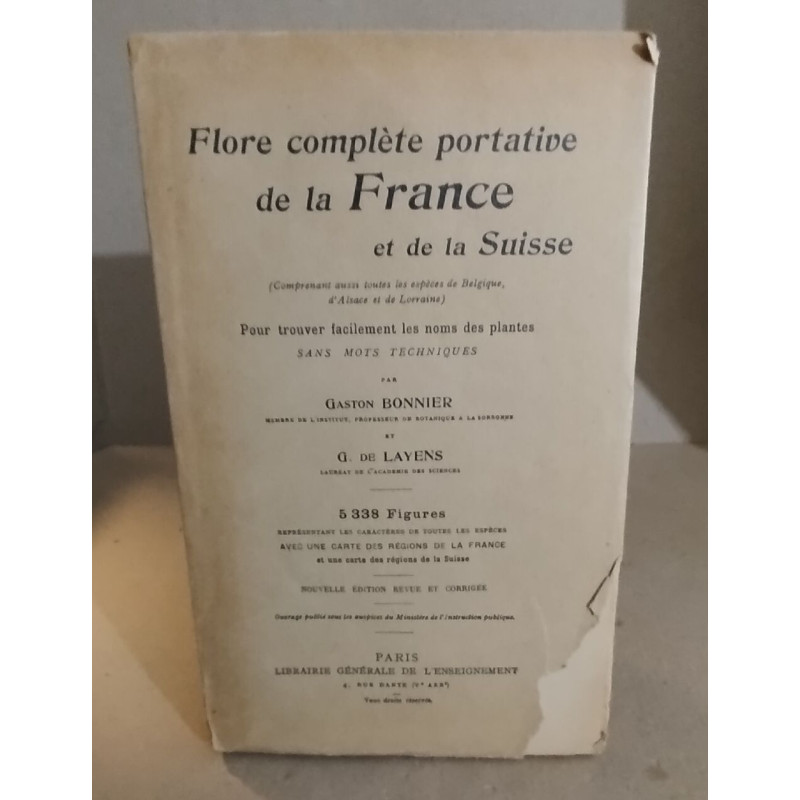 Flore complète portative
de la France
et de la Suisse
(Comprenant aussi toutes les espèces de Belgique,
d'Alsace et de Lorraine)
Pour trouver facilement les noms des plantes
SANS MOTS TECHNIQUES
PAR
GASTON BONNIER
MEMBRE DE L'INSTITUT, PROFESSEUR DE BOTANIQUE A LA SORBONNE
ET
G. DE LAYENS
LAURÉAT DE L'ACADÉMIE DES SCIENCES
5 338 Figures
REPRÉSENTANT LES CARACTÈRES DE TOUTES LES ESPÈCES
AVEC UNE CARTE DES RÉGIONS DE LA FRANCE
et une carte des régions de la Suisse
NOUVELLE ÉDITION REVUE ET CORRIGÉE
Ouvrage publié sous les auspices du Ministère de l'Instruction publique.
PARIS
LIBRAIRIE GÉNÉRALE DE L'ENSEIGNEMENT
4, RUE DANTE (Ve ARRt)
Tous droits réservés.